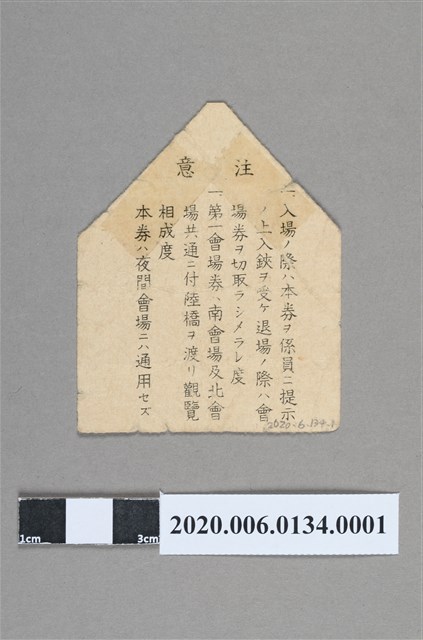 注意
一、入場ノ際ハ本券ヲ係員ニ提示
ノ上入鋏ヲ受ケ退場ノ際ハ會
場券ヲ切取ラシメラレ度
一、第一會場券ハ南會場及北會
場共通ニ付陸橋ヲ渡リ觀覽
相成度
本券ハ夜間會場ニハ通用セズ
2020.6.134.1
1cm
3cm
2020.006.0134.0001